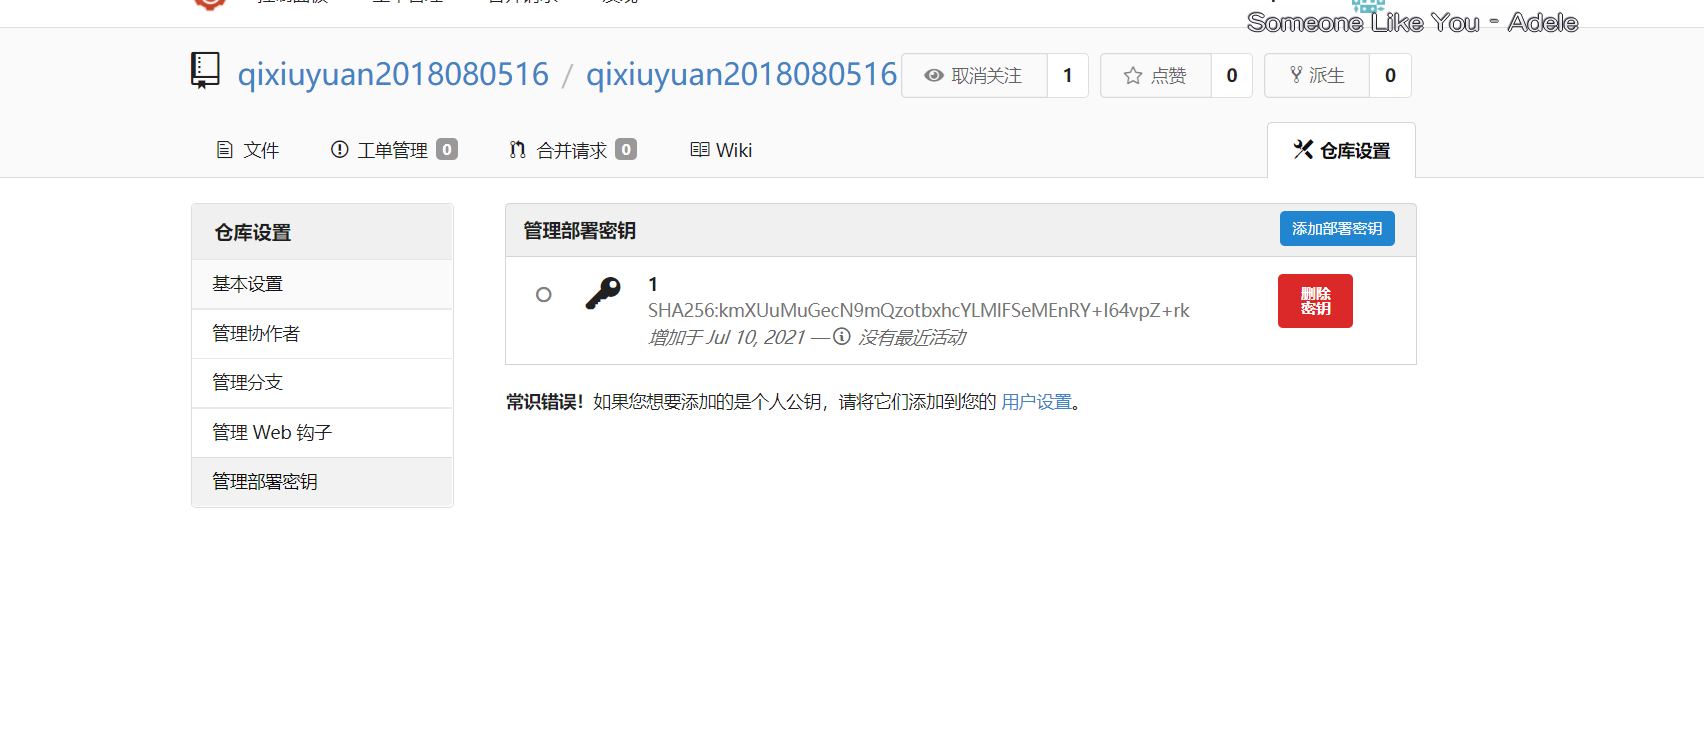 Someone Like You - Adele
qixiuyuan2018080516 / qixiuyuan2018080516 取消关注 1 点赞 0 派生 0
文件 工单管理 0 合并请求 0 Wiki 仓库设置
仓库设置
基本设置
管理协作者
管理分支
管理 Web 钩子
管理部署密钥
管理部署密钥 添加部署密钥
1
SHA256:kmXUuMuGecN9mQzotbxhcYLMlFSeMEnRY+I64vpZ+rk
增加于 Jul 10, 2021 — 没有最近活动
删除
密钥
常识错误！如果您想要添加的是个人公钥，请将它们添加到您的 用户设置。